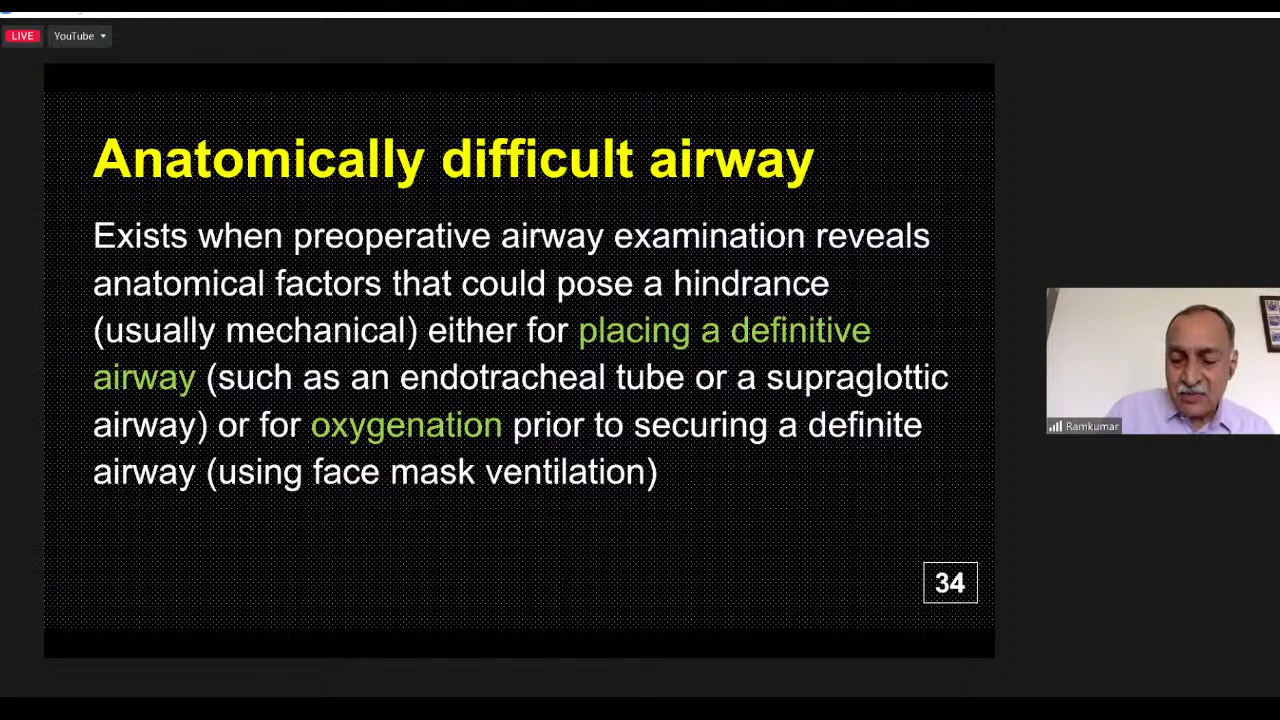 LIVE
YouTube
Anatomically difficult airway
Exists when preoperative airway examination reveals
anatomical factors that could pose a hindrance
(usually mechanical) either for placing a definitive
airway (such as an endotracheal tube or a supraglottic
airway) or for oxygenation prior to securing a definite
airway (using face mask ventilation)
34
Ramkumar